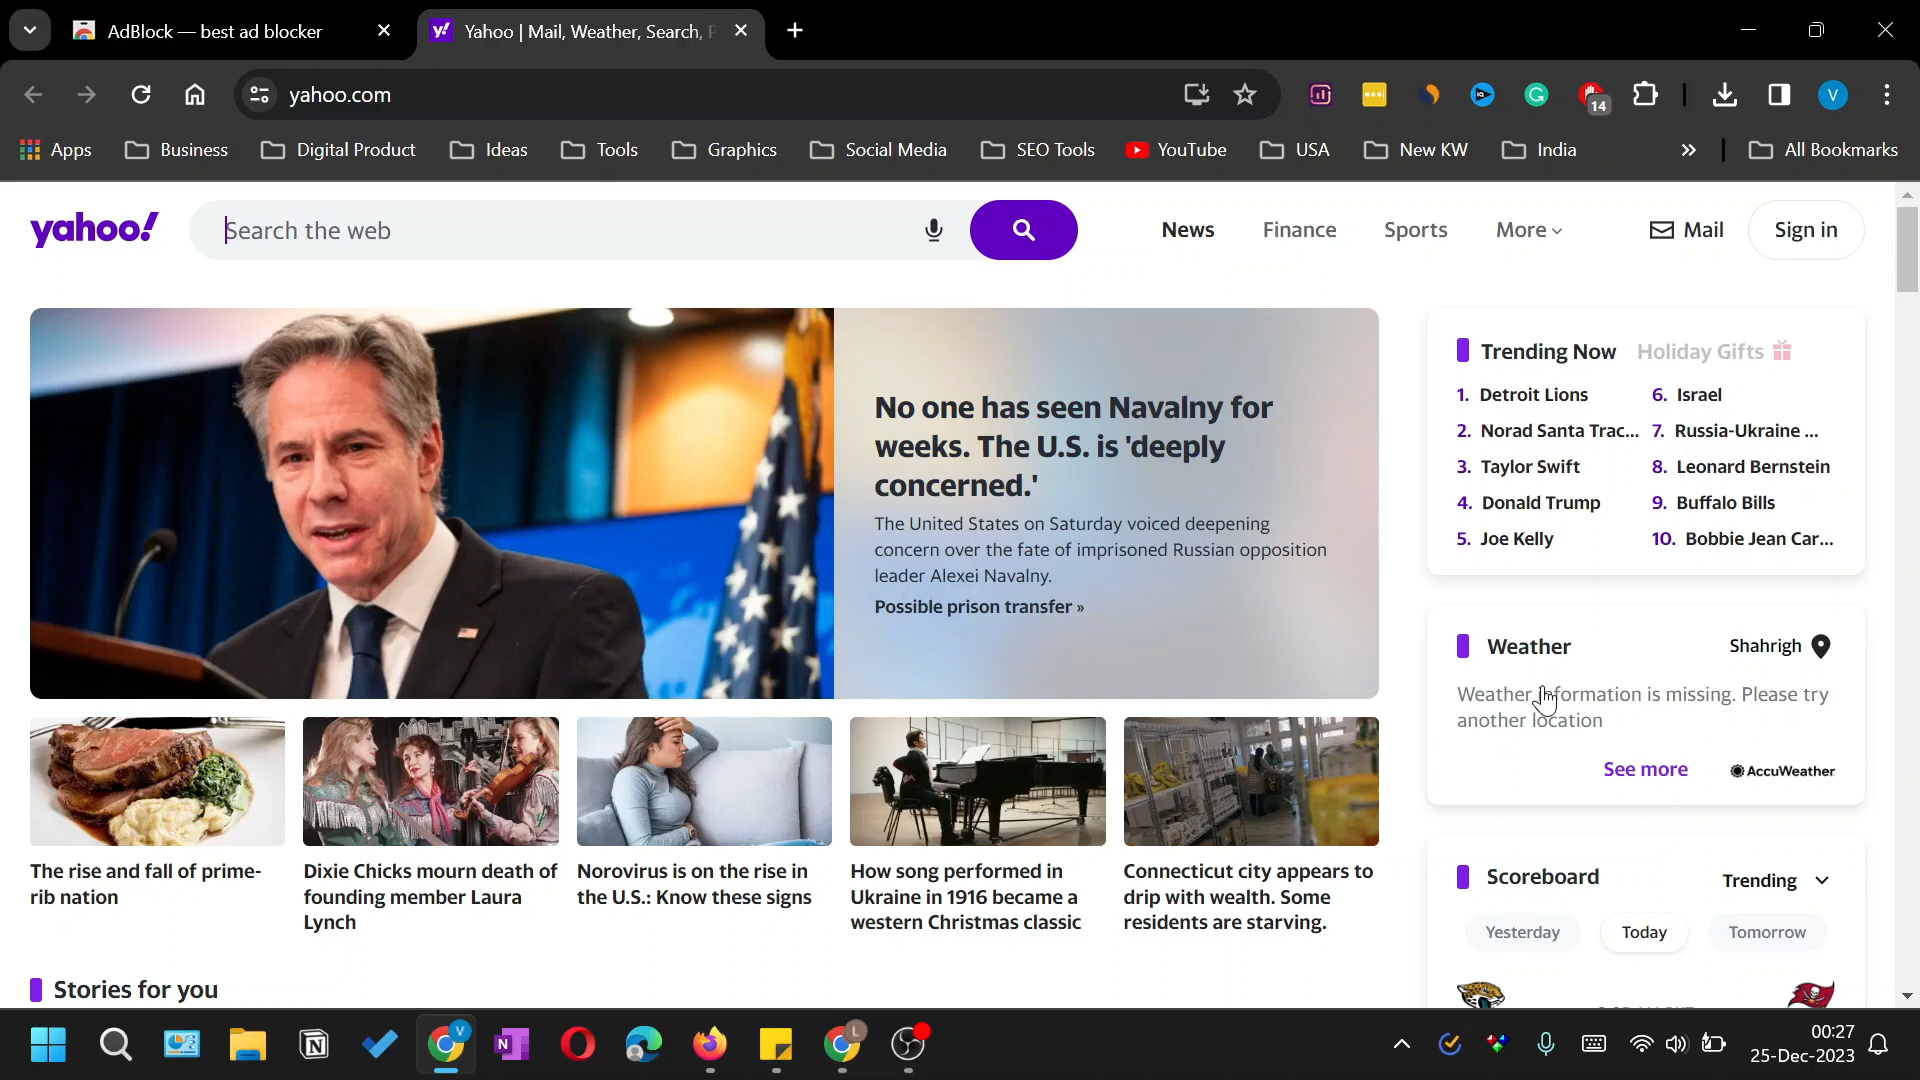 AdBlock — best ad blocker
Yahoo | Mail, Weather, Search,
yahoo.com
14
V
Apps
Business
Digital Product
Ideas
Tools
Graphics
Social Media
SEO Tools
YouTube
USA
New KW
India
»
All Bookmarks
yahoo!
Search the web
News
Finance
Sports
More
Mail
Sign in
No one has seen Navalny for
weeks. The U.S. is 'deeply
concerned.'
The United States on Saturday voiced deepening
concern over the fate of imprisoned Russian opposition
leader Alexei Navalny.
Possible prison transfer »
Trending Now
Holiday Gifts
1. Detroit Lions
2. Norad Santa Trac...
3. Taylor Swift
4. Donald Trump
5. Joe Kelly
6. Israel
7. Russia-Ukraine ...
8. Leonard Bernstein
9. Buffalo Bills
10. Bobbie Jean Car...
Weather
Shahrigh
Weather information is missing. Please try
another location
See more
AccuWeather
The rise and fall of prime-
rib nation
Dixie Chicks mourn death of
founding member Laura
Lynch
Norovirus is on the rise in
the U.S.: Know these signs
How song performed in
Ukraine in 1916 became a
western Christmas classic
Connecticut city appears to
drip with wealth. Some
residents are starving.
Scoreboard
Trending
Yesterday
Today
Tomorrow
Stories for you
V
N
N
L
00:27
25-Dec-2023